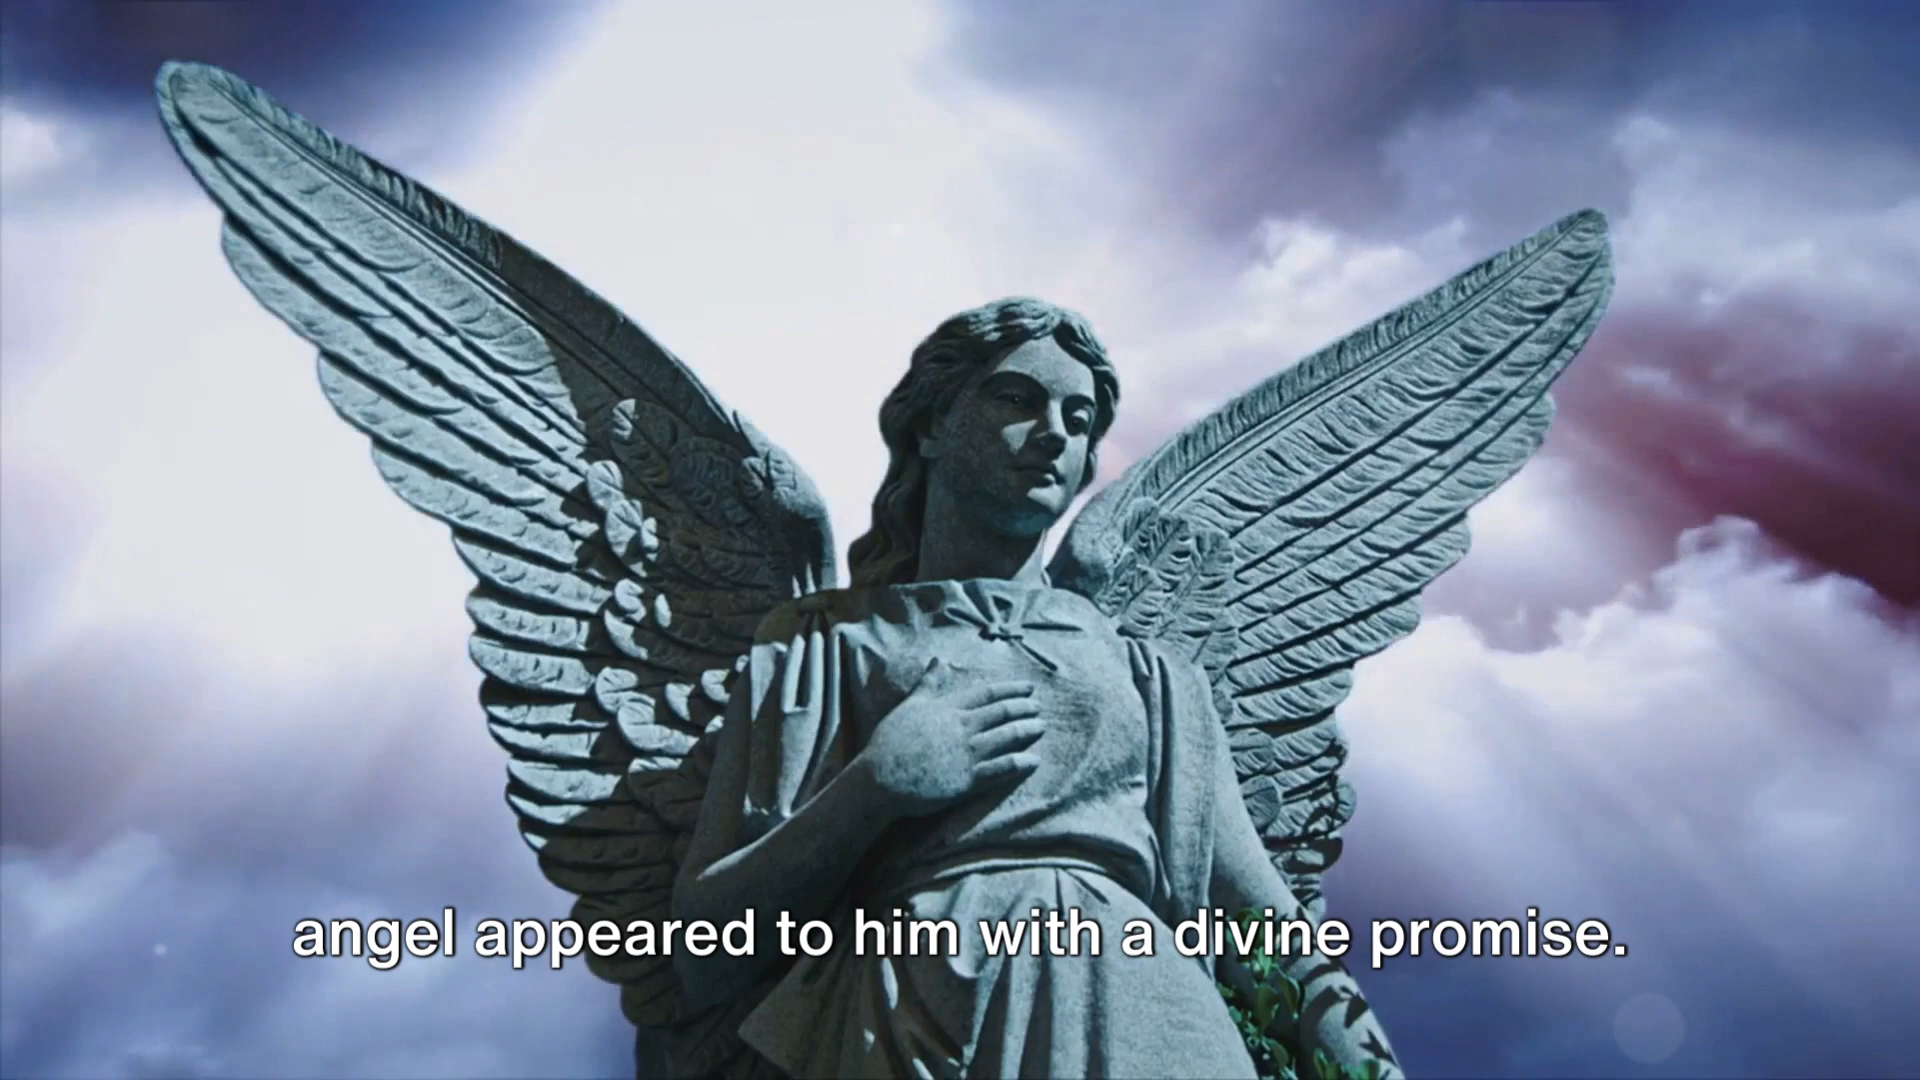 angel appeared to him with a divine promise.